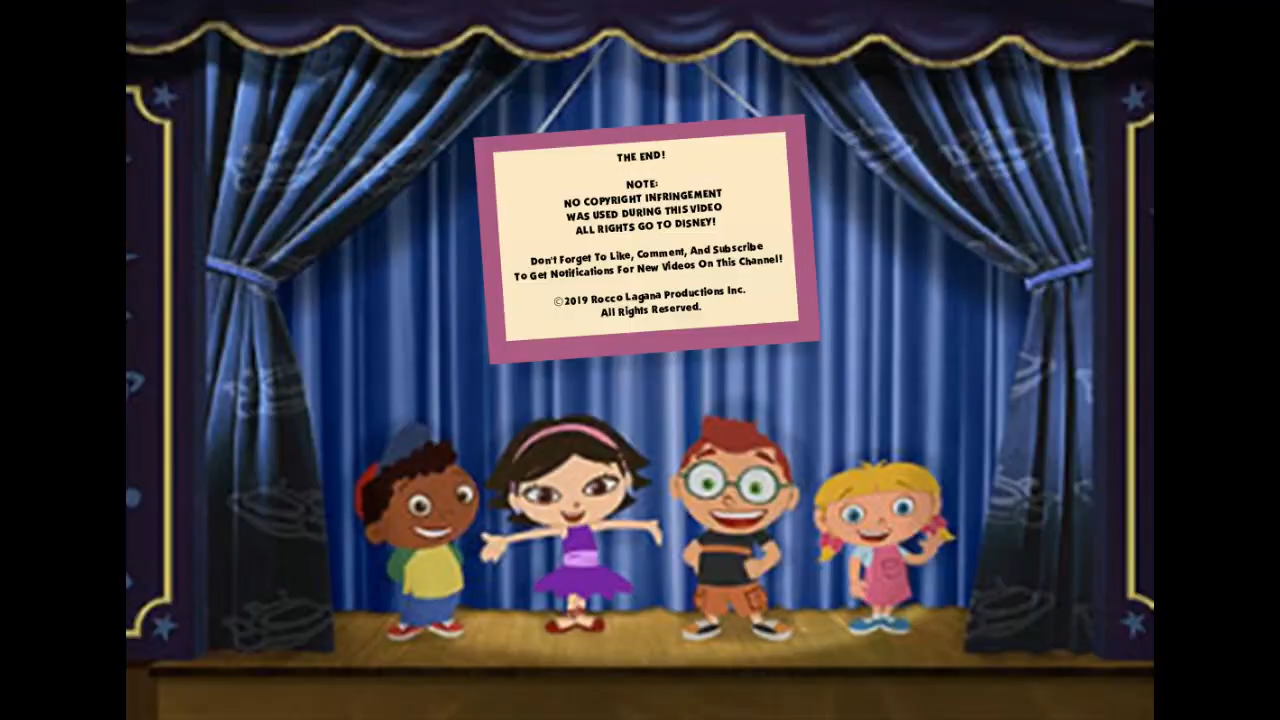 THE END!
NOTE:
NO COPYRIGHT INFRINGEMENT
WAS USED DURING THIS VIDEO
ALL RIGHTS GO TO DISNEY!
Don't Forget To Like, Comment, And Subscribe
To Get Notifications For New Videos On This Channel!
©2019 Rocco Lagana Productions Inc.
All Rights Reserved.